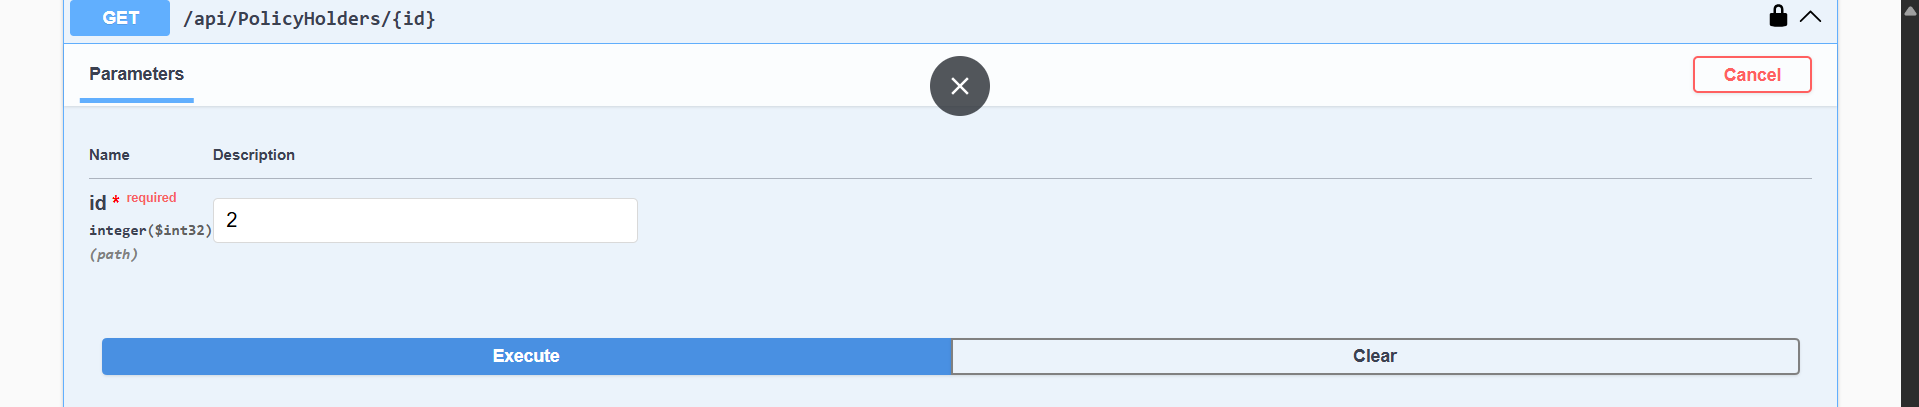 GET /api/PolicyHolders/{id}
Parameters
Cancel
Name Description
id * required
integer($int32)
(path)
2
Execute Clear